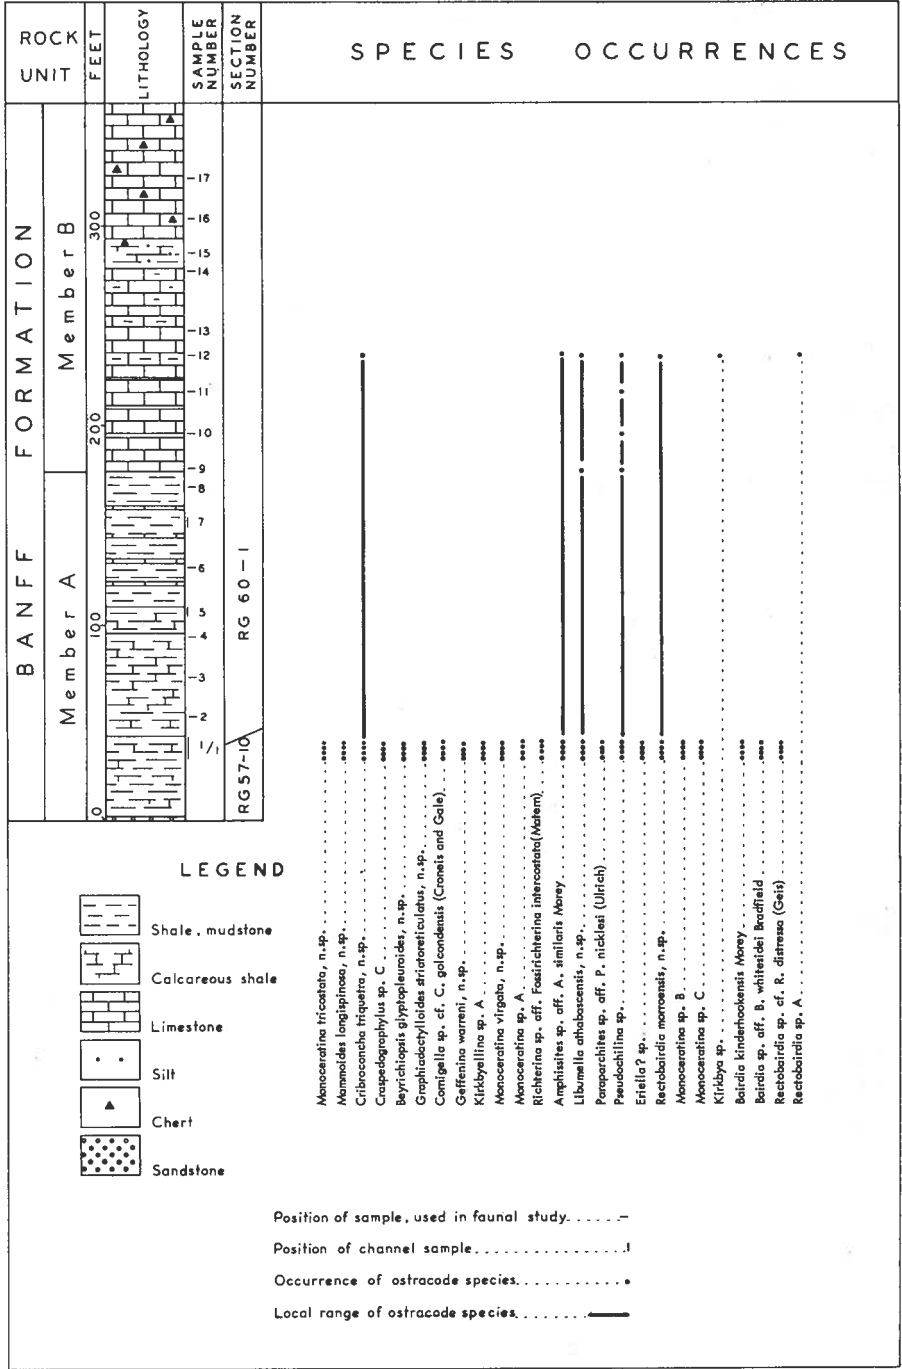 ROCK UNIT
FEET
LITHOLOGY
SAMPLE NUMBER
SECTION NUMBER
SPECIES OCCURRENCES
BANFF FORMATION
Member B
Member A
300
200
100
0
-17
-16
-15
-14
-13
-12
-11
-10
-9
-8
7
-6
5
-4
-3
-2
1/1
RG 60-1
RG57-10
Monoceratina tricostata, n.sp.
Mammoides longispinosa, n.sp.
Cribroconcha triquetra, n.sp.
Craspedogrophylus sp. C
Beyrichiopsis glyptopleuroides, n.sp.
Graphiadactylloides striatoreticulatus, n.sp.
Cornigella sp. cf. C. golcondensis (Croneis and Gale)
Geffenina warreni, n.sp.
Kirkbyellina sp. A
Monoceratina virgata, n.sp.
Monoceratina sp. A
Richterina sp. aff. Fossirichterina intercostata(Matern)
Amphissites sp. aff. A. similaris Morey
Libumella athabascensis, n.sp.
Paraparchites sp. aff. P. nicklesi (Ulrich)
Pseudochilina sp.
Eriella? sp.
Rectobairdia morroensis, n.sp.
Monoceratina sp. B
Monoceratina sp. C
Kirkbya sp.
Bairdia kinderhookensis Morey
Bairdia sp. aff. B. whitesidei Bradfield
Rectobairdia sp. cf. R. distressa (Geis)
Rectobairdia sp. A
LEGEND
Shale, mudstone
Calcareous shale
Limestone
Silt
Chert
Sandstone
Position of sample, used in faunal study
Position of channel sample
Occurrence of ostracode species
Local range of ostracode species